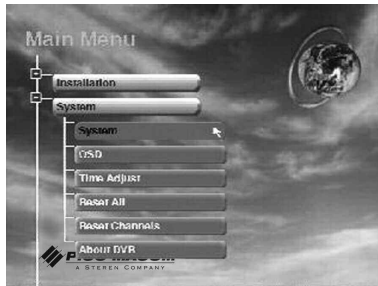 Main Menu
Installation
System
System
OSD
Time Adjust
Reset All
Reset Channels
About DVB
A STEREN COMPANY